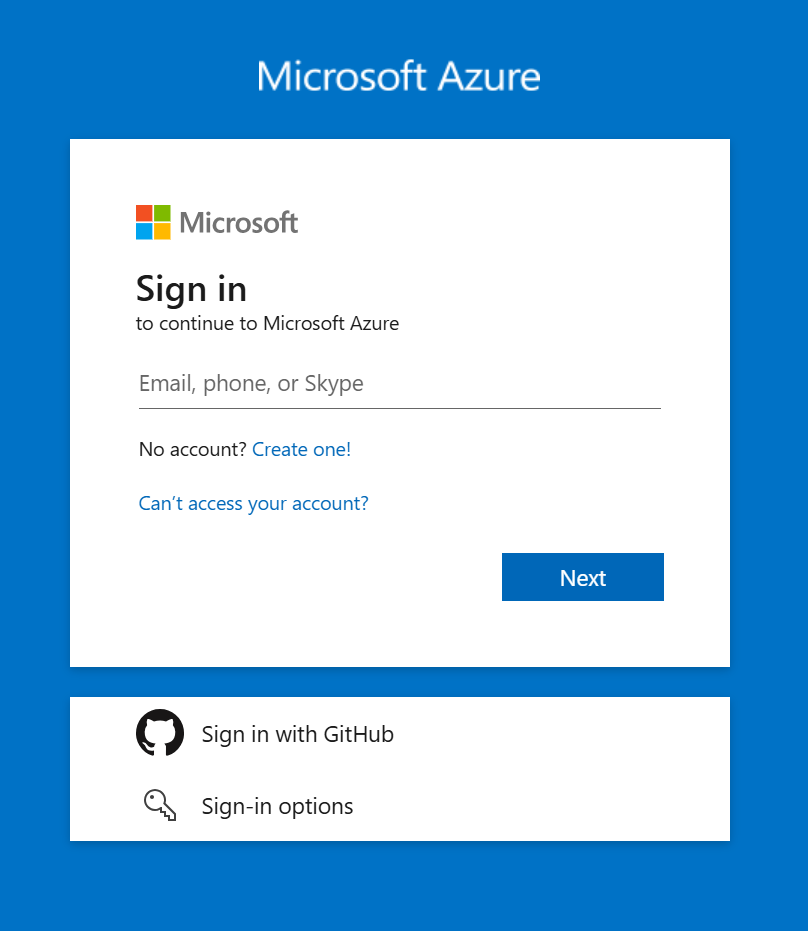 Microsoft Azure
Microsoft
Sign in
to continue to Microsoft Azure
Email, phone, or Skype
No account? Create one!
Can’t access your account?
Next
Sign in with GitHub
Sign-in options